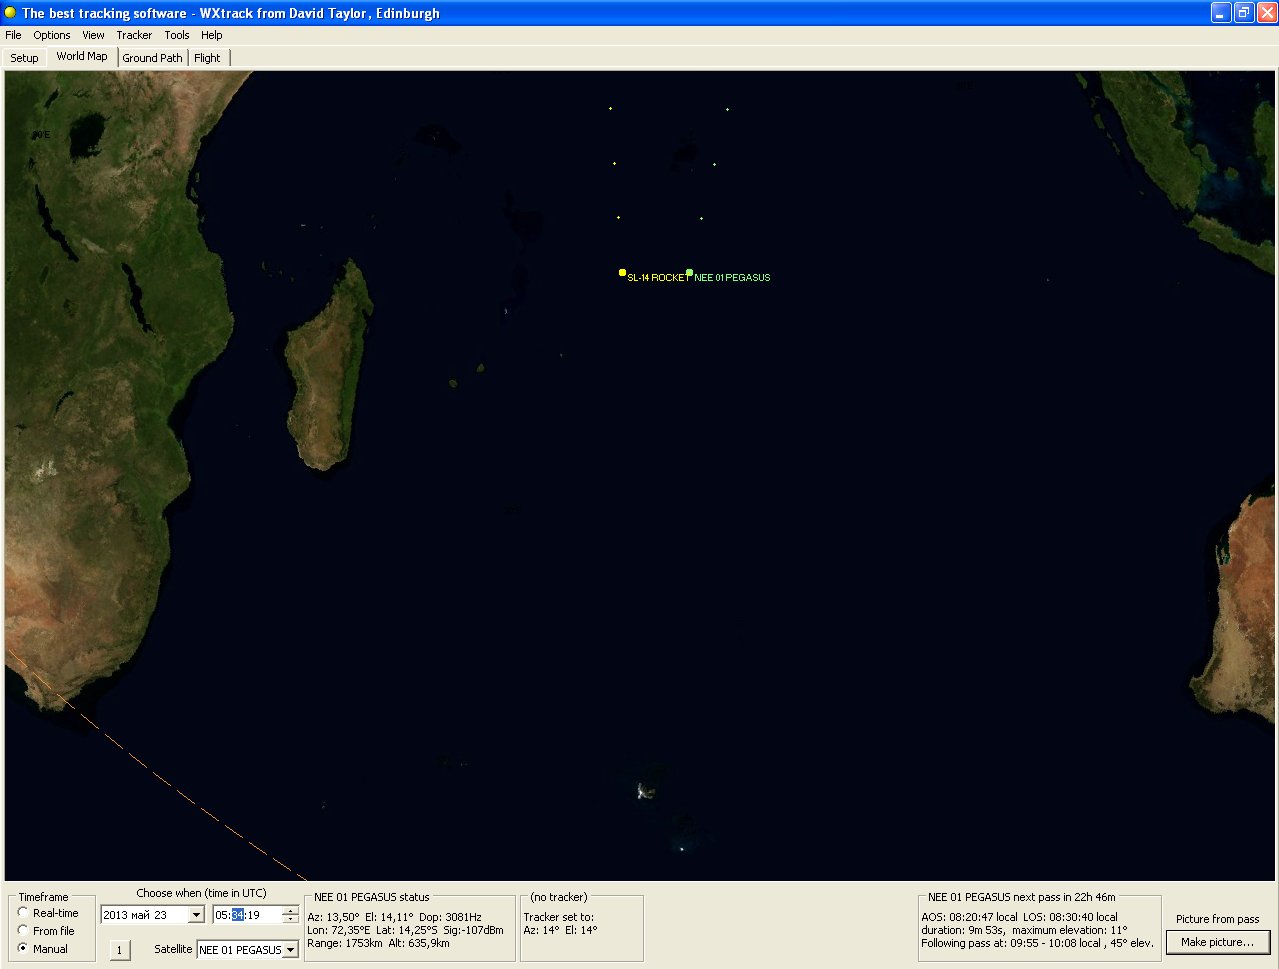 The best tracking software - WXtrack from David Taylor, Edinburgh
File Options View Tracker Tools Help
Setup World Map Ground Path Flight
SL-14 ROCKET NEE 01 PEGASUS
Timeframe
Real-time
From file
Manual
Choose when (time in UTC)
2013 май 23 05:34:19
1 Satellite NEE 01 PEGASUS
NEE 01 PEGASUS status
Az: 13,50° El: 14,11° Dop: 3081Hz
Lon: 72,35°E Lat: 14,25°S Sig:-107dBm
Range: 1753km Alt: 635,9km
(no tracker)
Tracker set to:
Az: 14° El: 14°
NEE 01 PEGASUS next pass in 22h 46m
AOS: 08:20:47 local LOS: 08:30:40 local
duration: 9m 53s, maximum elevation: 11°
Following pass at: 09:55 - 10:08 local , 45° elev.
Picture from pass
Make picture...